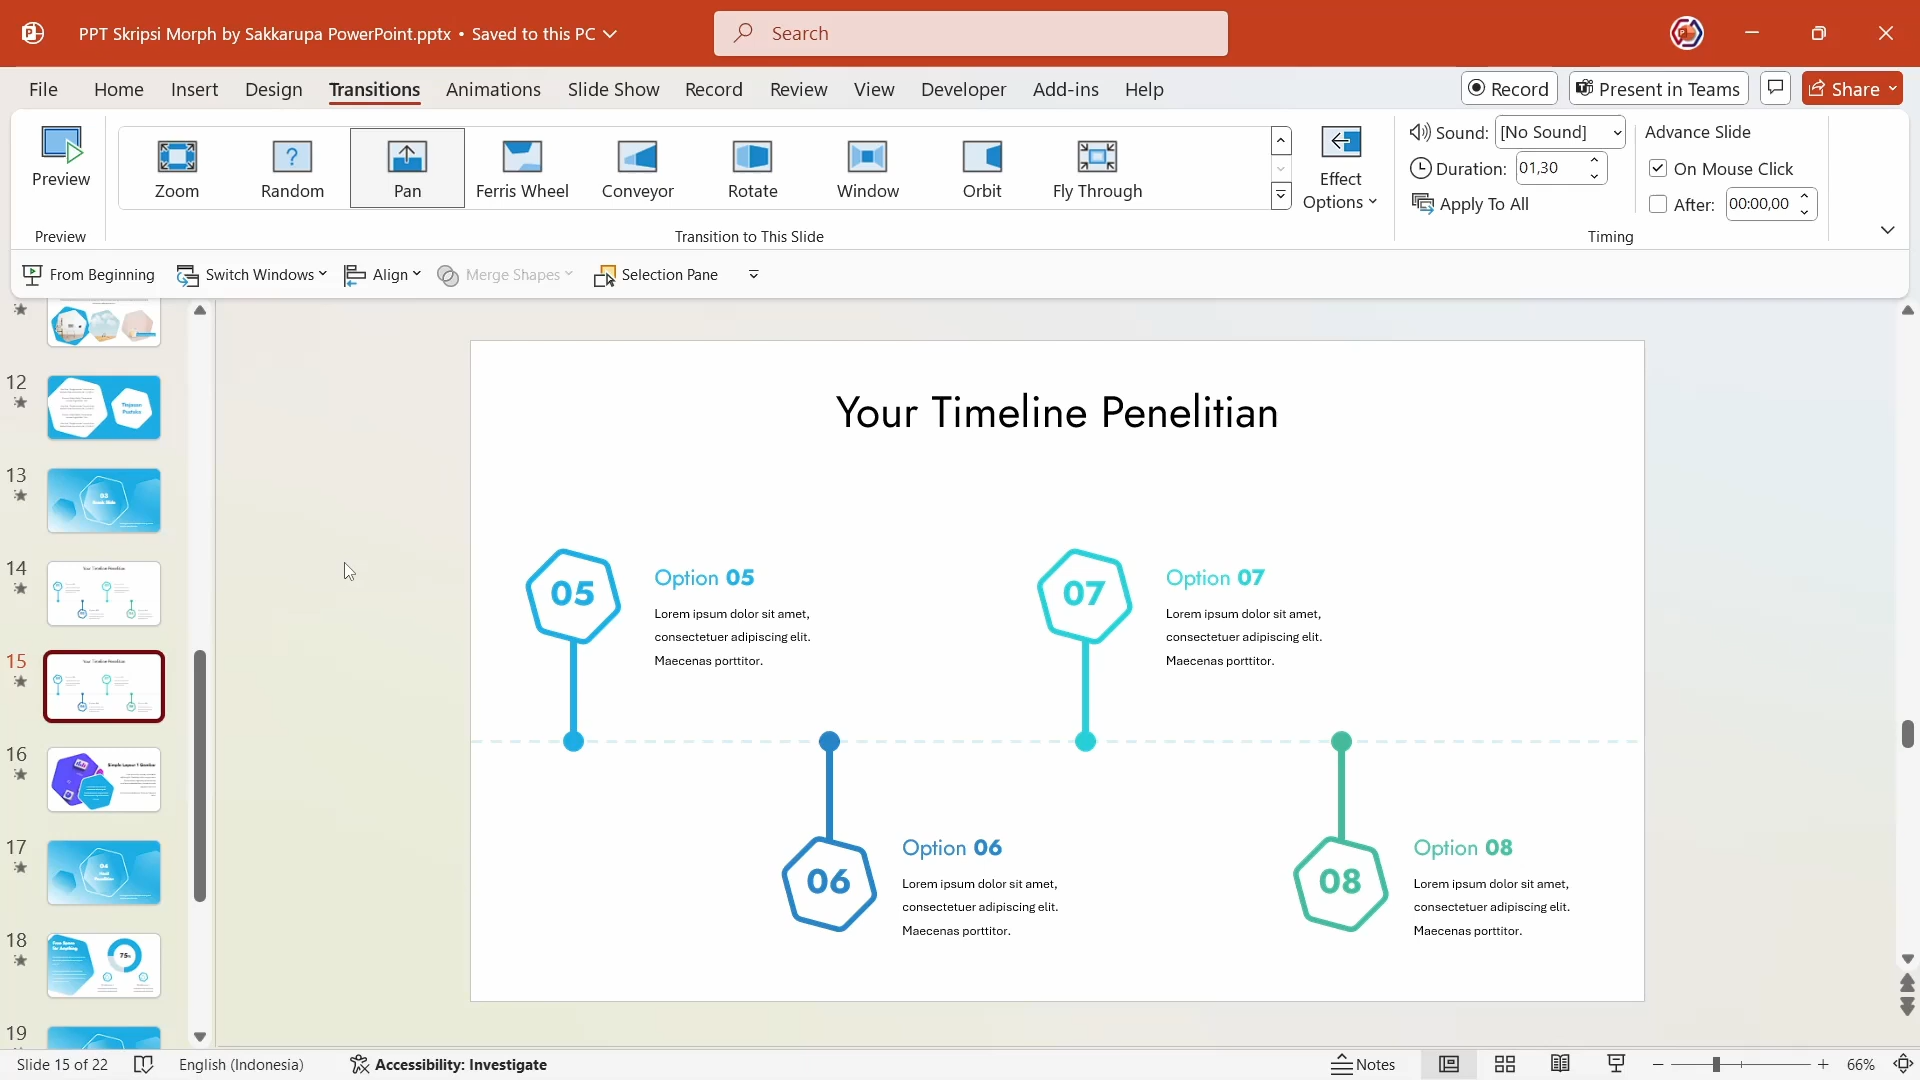 PPT Skripsi Morph by Sakkarupa PowerPoint.pptx • Saved to this PC
Search
File Home Insert Design Transitions Animations Slide Show Record Review View Developer Add-ins Help
Record
Present in Teams
Share
Preview
Zoom
?
Random
Pan
Ferris Wheel
Conveyor
Rotate
Window
Orbit
Fly Through
Effect
Options
Sound: [No Sound]
Duration: 01,30
Apply To All
Advance Slide
On Mouse Click
After: 00:00,00
Preview
Transition to This Slide
Timing
From Beginning
Switch Windows
Align
Merge Shapes
Selection Pane
12
13
14
15
16
17
18
19
Your Timeline Penelitian
75%
Your Timeline Penelitian
05
Option 05
Lorem ipsum dolor sit amet,
consectetuer adipiscing elit.
Maecenas porttitor.
07
Option 07
Lorem ipsum dolor sit amet,
consectetuer adipiscing elit.
Maecenas porttitor.
06
Option 06
Lorem ipsum dolor sit amet,
consectetuer adipiscing elit.
Maecenas porttitor.
08
Option 08
Lorem ipsum dolor sit amet,
consectetuer adipiscing elit.
Maecenas porttitor.
Slide 15 of 22
English (Indonesia)
Accessibility: Investigate
Notes
66%